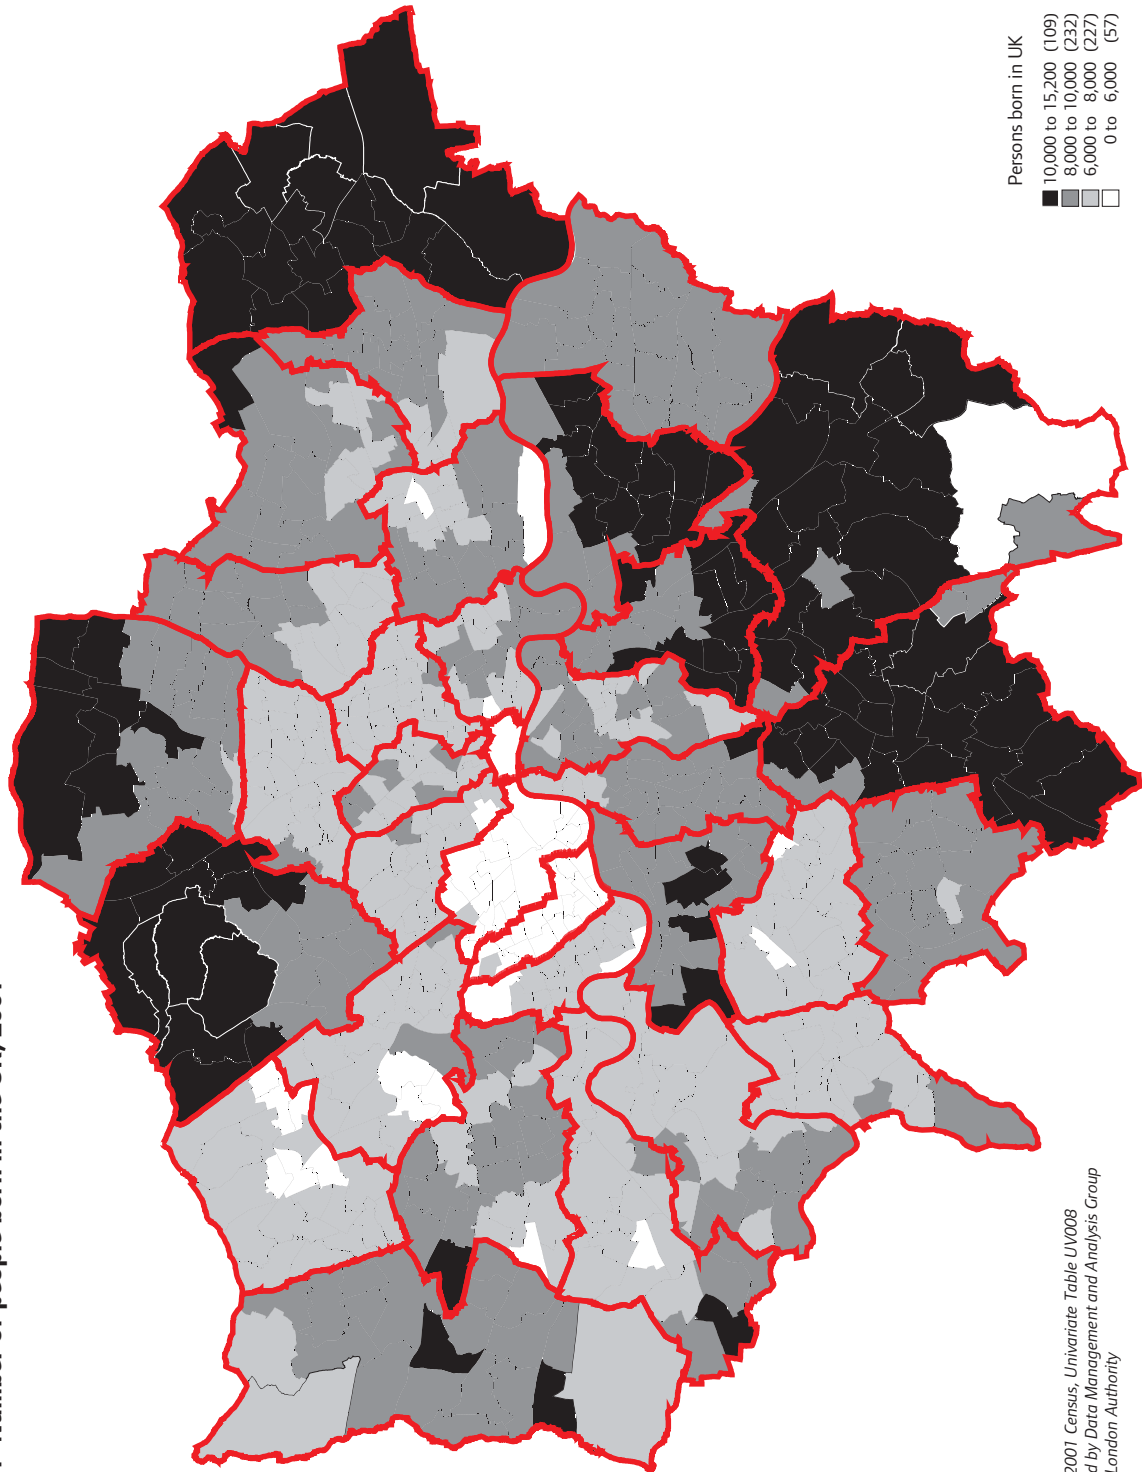 Persons born in UK
10,000 to 15,200 (109)
8,000 to 10,000 (232)
6,000 to 8,000 (227)
0 to 6,000 (57)
2001 Census, Univariate Table UV008
d by Data Management and Analysis Group
London Authority